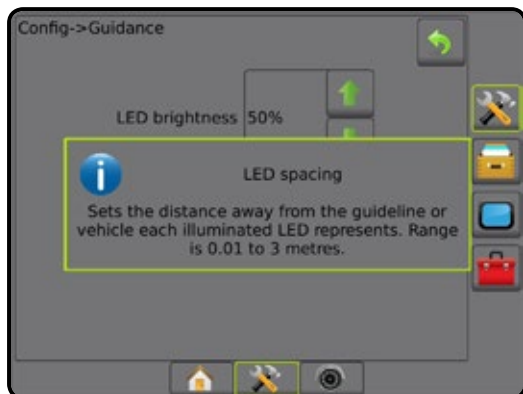 Config->Guidance
LED brightness 50%
LED spacing
Sets the distance away from the guideline or
vehicle each illuminated LED represents. Range
is 0.01 to 3 metres.